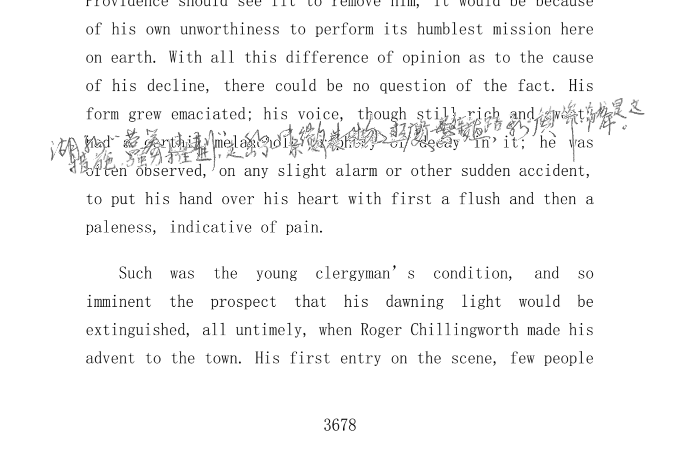 Providence should see fit to remove him, it would be because
of his own unworthiness to perform its humblest mission here
on earth. With all this difference of opinion as to the cause
of his decline, there could be no question of the fact. His
form grew emaciated; his voice, though still rich and sweet,
had a certain melancholy prophecy of decay in it; he was
often observed, on any slight alarm or other sudden accident,
to put his hand over his heart with first a flush and then a
paleness, indicative of pain.
Such was the young clergyman’s condition, and so
imminent the prospect that his dawning light would be
extinguished, all untimely, when Roger Chillingworth made his
advent to the town. His first entry on the scene, few people
3678